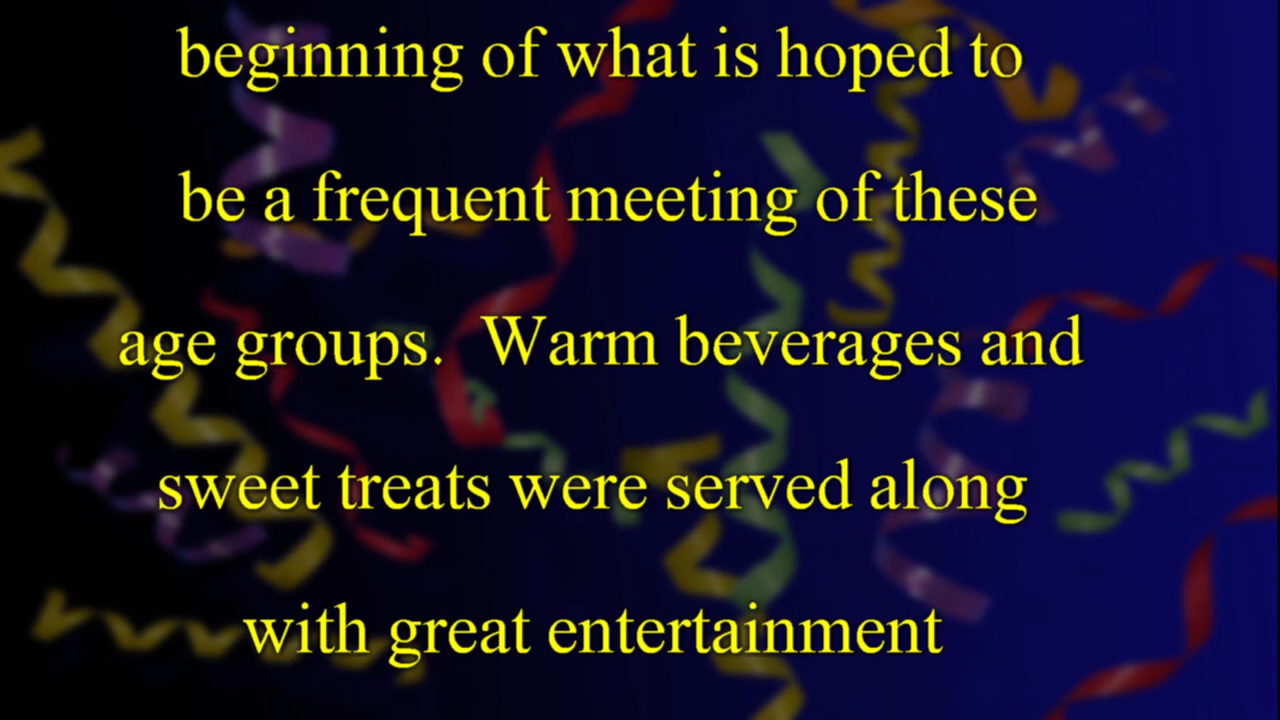 beginning of what is hoped to
be a frequent meeting of these
age groups.  Warm beverages and
sweet treats were served along
with great entertainment